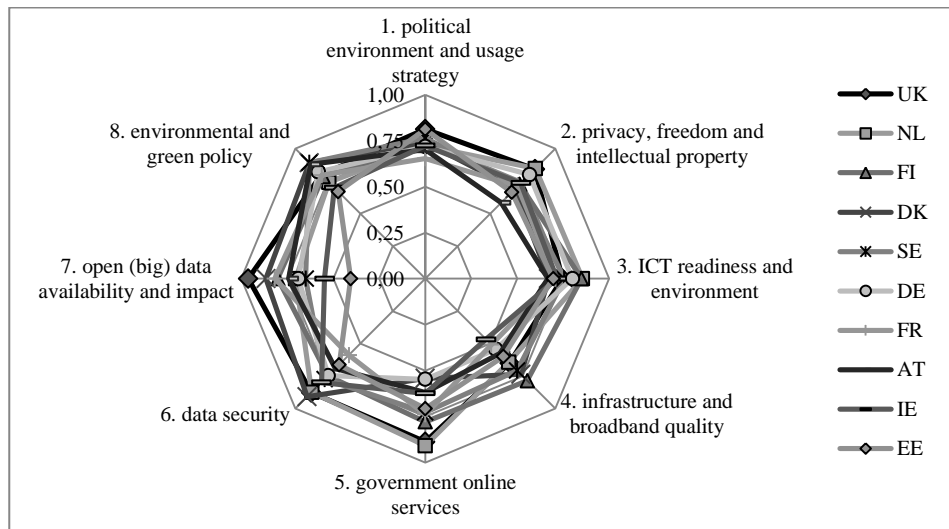 1. political
environment and usage
strategy
1,00
0,75
0,50
0,25
0,00
2. privacy, freedom and
intellectual property
3. ICT readiness and
environment
4. infrastructure and
broadband quality
5. government online
services
6. data security
7. open (big) data
availability and impact
8. environmental and
green policy
UK
NL
FI
DK
SE
DE
FR
AT
IE
EE